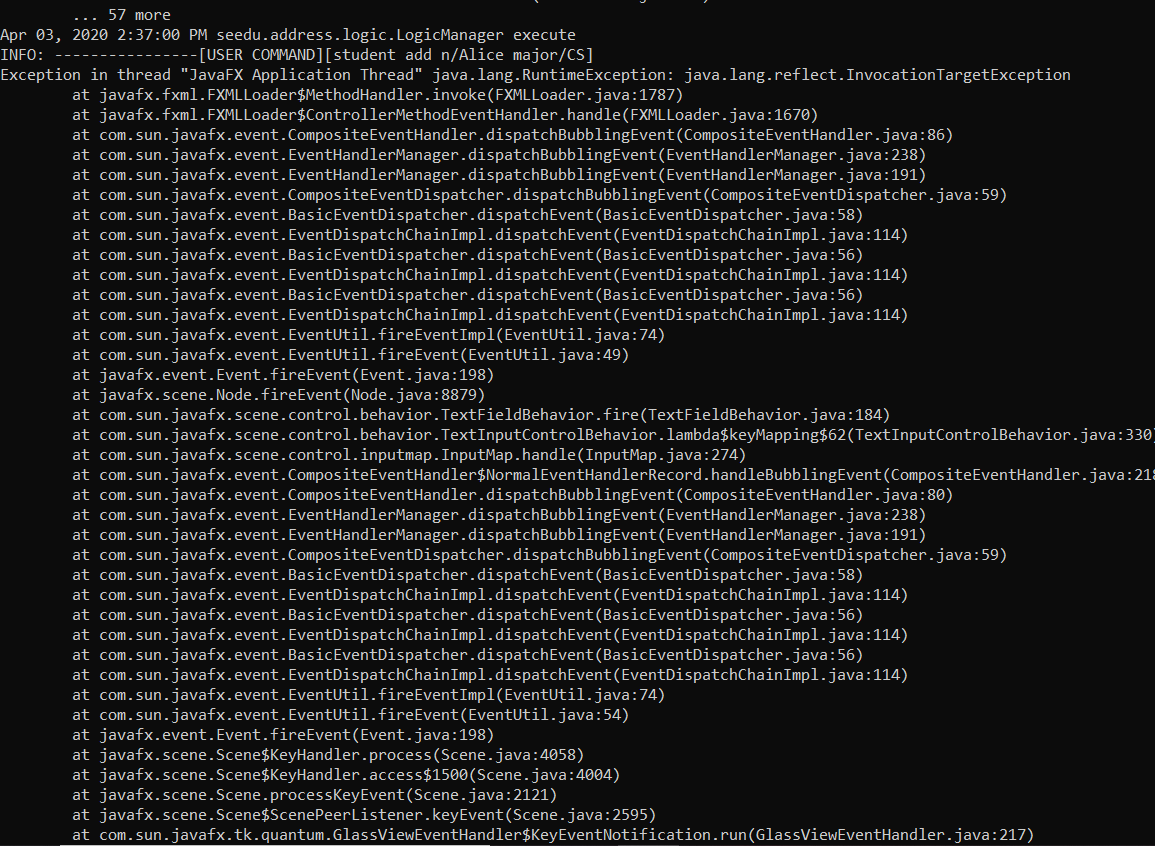 ... 57 more
Apr 03, 2020 2:37:00 PM seedu.address.logic.LogicManager execute
INFO: ----------------[USER COMMAND][student add n/Alice major/CS]
Exception in thread "JavaFX Application Thread" java.lang.RuntimeException: java.lang.reflect.InvocationTargetException
at javafx.fxml.FXMLLoader$MethodHandler.invoke(FXMLLoader.java:1787)
at javafx.fxml.FXMLLoader$ControllerMethodEventHandler.handle(FXMLLoader.java:1670)
at com.sun.javafx.event.CompositeEventHandler.dispatchBubblingEvent(CompositeEventHandler.java:86)
at com.sun.javafx.event.EventHandlerManager.dispatchBubblingEvent(EventHandlerManager.java:238)
at com.sun.javafx.event.EventHandlerManager.dispatchBubblingEvent(EventHandlerManager.java:191)
at com.sun.javafx.event.CompositeEventDispatcher.dispatchBubblingEvent(CompositeEventDispatcher.java:59)
at com.sun.javafx.event.BasicEventDispatcher.dispatchEvent(BasicEventDispatcher.java:58)
at com.sun.javafx.event.EventDispatchChainImpl.dispatchEvent(EventDispatchChainImpl.java:114)
at com.sun.javafx.event.BasicEventDispatcher.dispatchEvent(BasicEventDispatcher.java:56)
at com.sun.javafx.event.EventDispatchChainImpl.dispatchEvent(EventDispatchChainImpl.java:114)
at com.sun.javafx.event.BasicEventDispatcher.dispatchEvent(BasicEventDispatcher.java:56)
at com.sun.javafx.event.EventDispatchChainImpl.dispatchEvent(EventDispatchChainImpl.java:114)
at com.sun.javafx.event.EventUtil.fireEventImpl(EventUtil.java:74)
at com.sun.javafx.event.EventUtil.fireEvent(EventUtil.java:49)
at javafx.event.Event.fireEvent(Event.java:198)
at javafx.scene.Node.fireEvent(Node.java:8879)
at com.sun.javafx.scene.control.behavior.TextFieldBehavior.fire(TextFieldBehavior.java:184)
at com.sun.javafx.scene.control.behavior.TextInputControlBehavior.lambda$keyMapping$62(TextInputControlBehavior.java:330)
at com.sun.javafx.scene.control.inputmap.InputMap.handle(InputMap.java:274)
at com.sun.javafx.event.CompositeEventHandler$NormalEventHandlerRecord.handleBubblingEvent(CompositeEventHandler.java:218
at com.sun.javafx.event.CompositeEventHandler.dispatchBubblingEvent(CompositeEventHandler.java:80)
at com.sun.javafx.event.EventHandlerManager.dispatchBubblingEvent(EventHandlerManager.java:238)
at com.sun.javafx.event.EventHandlerManager.dispatchBubblingEvent(EventHandlerManager.java:191)
at com.sun.javafx.event.CompositeEventDispatcher.dispatchBubblingEvent(CompositeEventDispatcher.java:59)
at com.sun.javafx.event.BasicEventDispatcher.dispatchEvent(BasicEventDispatcher.java:58)
at com.sun.javafx.event.EventDispatchChainImpl.dispatchEvent(EventDispatchChainImpl.java:114)
at com.sun.javafx.event.BasicEventDispatcher.dispatchEvent(BasicEventDispatcher.java:56)
at com.sun.javafx.event.EventDispatchChainImpl.dispatchEvent(EventDispatchChainImpl.java:114)
at com.sun.javafx.event.BasicEventDispatcher.dispatchEvent(BasicEventDispatcher.java:56)
at com.sun.javafx.event.EventDispatchChainImpl.dispatchEvent(EventDispatchChainImpl.java:114)
at com.sun.javafx.event.EventUtil.fireEventImpl(EventUtil.java:74)
at com.sun.javafx.event.EventUtil.fireEvent(EventUtil.java:54)
at javafx.event.Event.fireEvent(Event.java:198)
at javafx.scene.Scene$KeyHandler.process(Scene.java:4058)
at javafx.scene.Scene$KeyHandler.access$1500(Scene.java:4004)
at javafx.scene.Scene.processKeyEvent(Scene.java:2121)
at javafx.scene.Scene$ScenePeerListener.keyEvent(Scene.java:2595)
at com.sun.javafx.tk.quantum.GlassViewEventHandler$KeyEventNotification.run(GlassViewEventHandler.java:217)